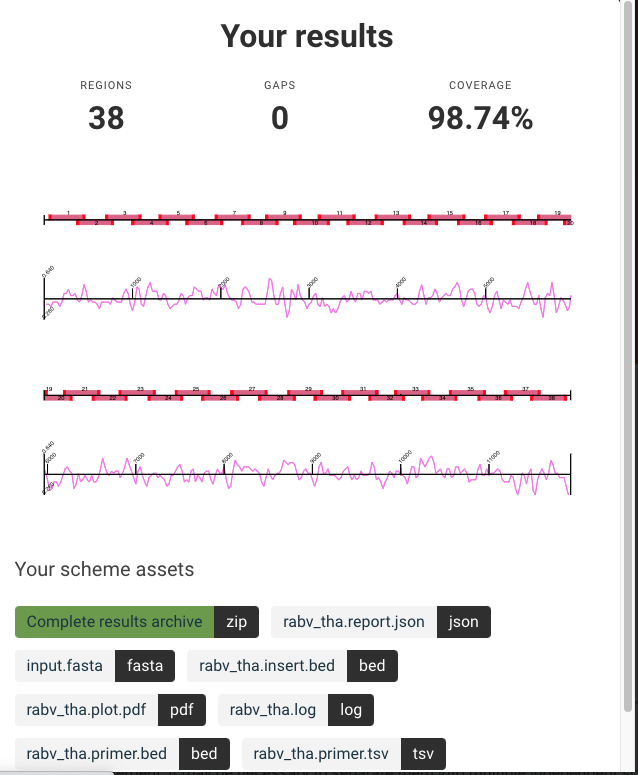 Your results
REGIONS GAPS COVERAGE
38 0 98.74%
1 3 5 7 9 11 13 15 17 19
2 4 6 8 10 12 14 16 18 20
0.640 1000 2000 3000 4000 5000
19 21 23 25 27 29 31 33 35 37
20 22 24 26 28 30 32 34 36 38
0.640 6000 7000 8000 9000 10000 11000
Your scheme assets
Complete results archive zip rabv_tha.report.json json
input.fasta fasta rabv_tha.insert.bed bed
rabv_tha.plot.pdf pdf rabv_tha.log log
rabv_tha.primer.bed bed rabv_tha.primer.tsv tsv